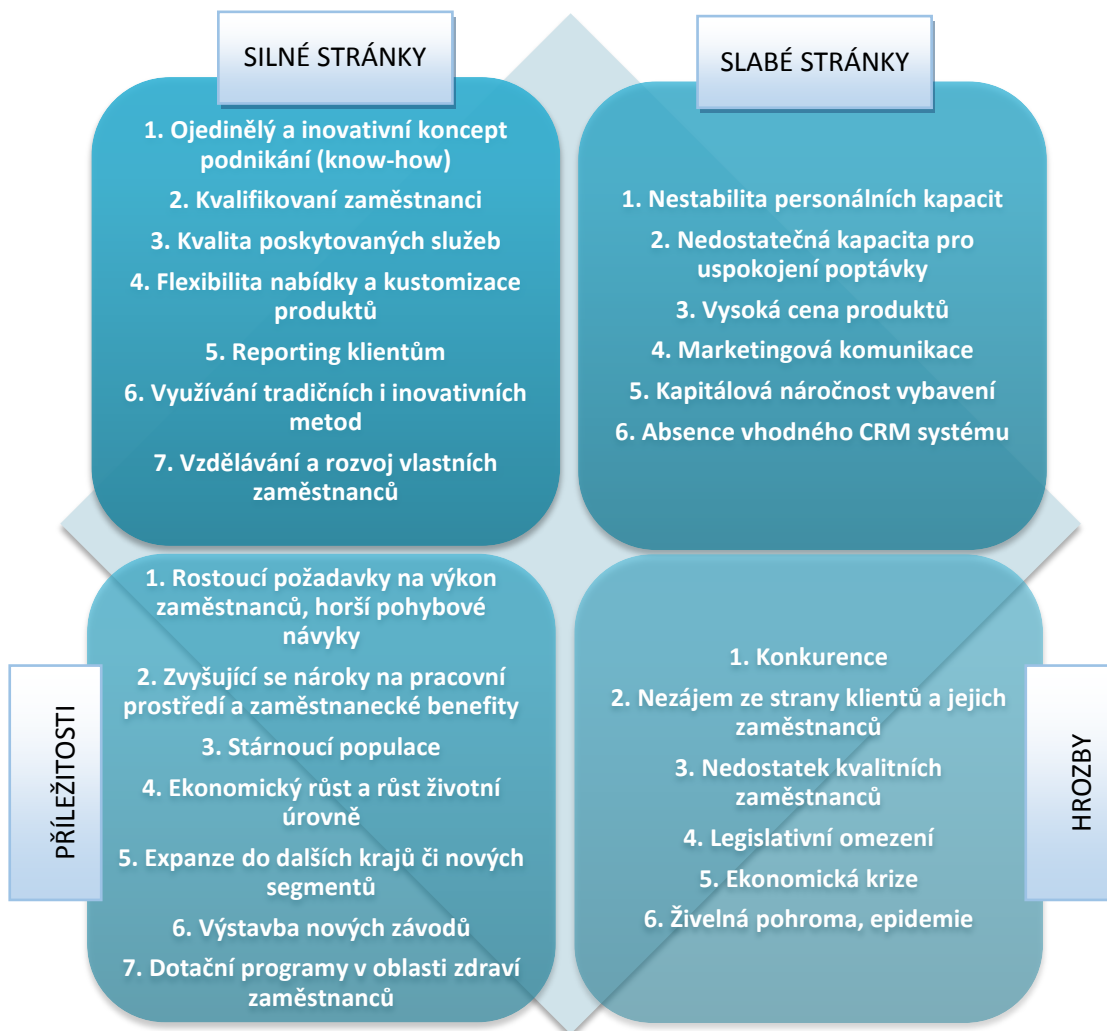 SILNÉ STRÁNKY
1. Ojedinělý a inovativní koncept
podnikání (know-how)
2. Kvalifikovaní zaměstnanci
3. Kvalita poskytovaných služeb
4. Flexibilita nabídky a kustomizace
produktů
5. Reporting klientům
6. Využívání tradičních i inovativních
metod
7. Vzdělávání a rozvoj vlastních
zaměstnanců
SLABÉ STRÁNKY
1. Nestabilita personálních kapacit
2. Nedostatečná kapacita pro
uspokojení poptávky
3. Vysoká cena produktů
4. Marketingová komunikace
5. Kapitálová náročnost vybavení
6. Absence vhodného CRM systému
PŘÍLEŽITOSTI
1. Rostoucí požadavky na výkon
zaměstnanců, horší pohybové
návyky
2. Zvyšující se nároky na pracovní
prostředí a zaměstnanecké benefity
3. Stárnoucí populace
4. Ekonomický růst a růst životní
úrovně
5. Expanze do dalších krajů či nových
segmentů
6. Výstavba nových závodů
7. Dotační programy v oblasti zdraví
zaměstnanců
HROZBY
1. Konkurence
2. Nezájem ze strany klientů a jejich
zaměstnanců
3. Nedostatek kvalitních
zaměstnanců
4. Legislativní omezení
5. Ekonomická krize
6. Živelná pohroma, epidemie